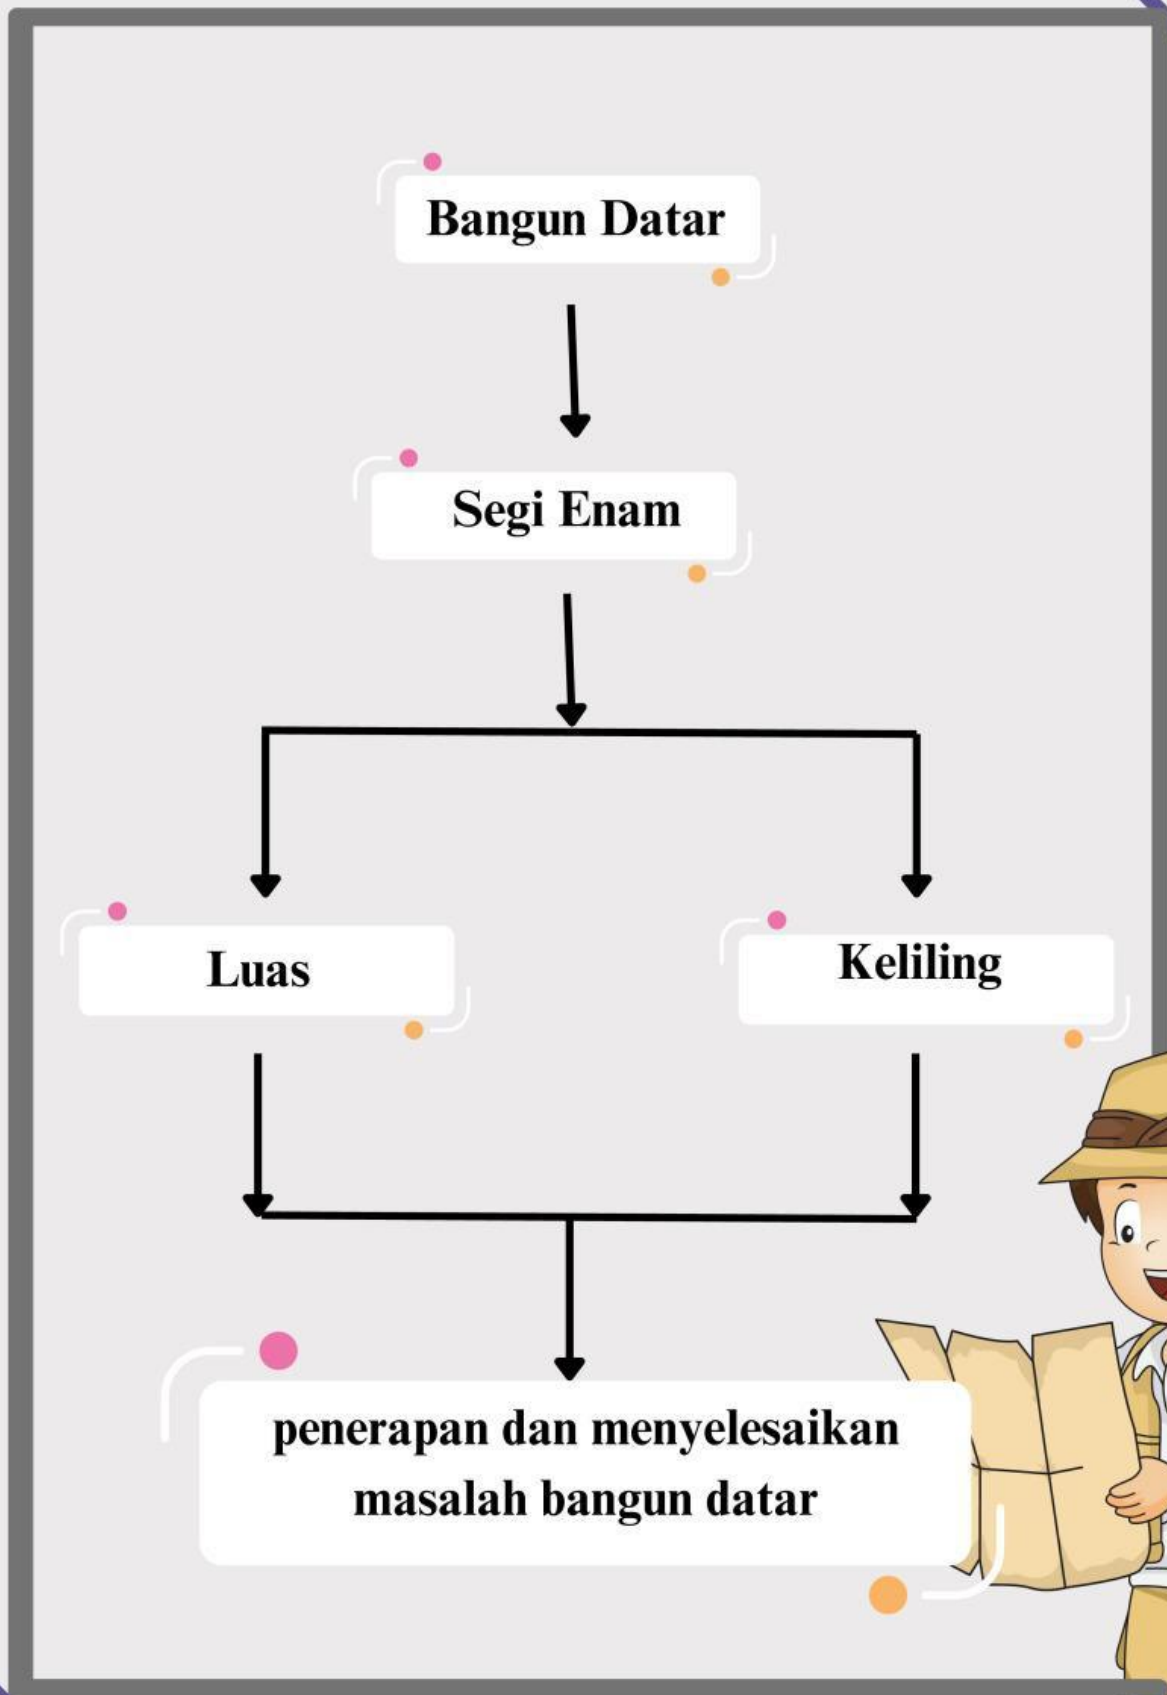 Bangun Datar
Segi Enam
Luas
Keliling
penerapan dan menyelesaikan
masalah bangun datar